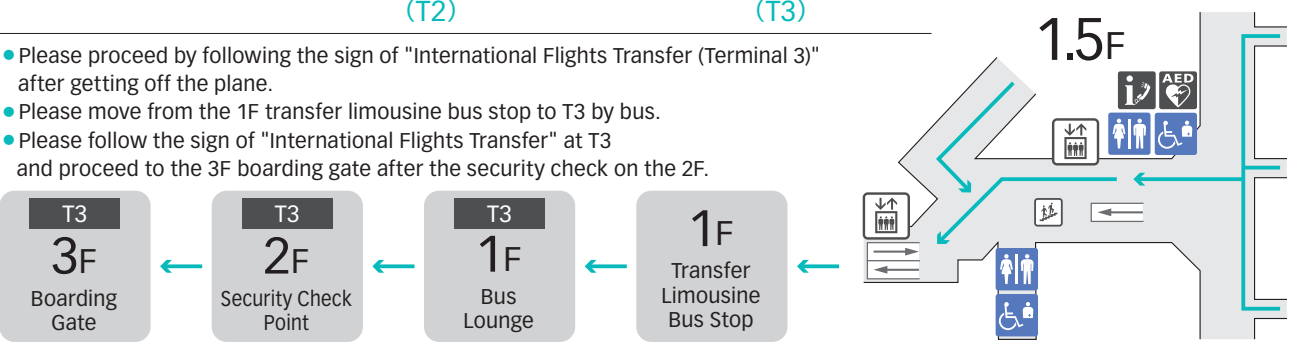 (T2)
(T3)
• Please proceed by following the sign of "International Flights Transfer (Terminal 3)"
after getting off the plane.
• Please move from the 1F transfer limousine bus stop to T3 by bus.
• Please follow the sign of "International Flights Transfer" at T3
and proceed to the 3F boarding gate after the security check on the 2F.
1.5F
AED
T3
3F
Boarding
Gate
T3
2F
Security Check
Point
T3
1F
Bus
Lounge
1F
Transfer
Limousine
Bus Stop